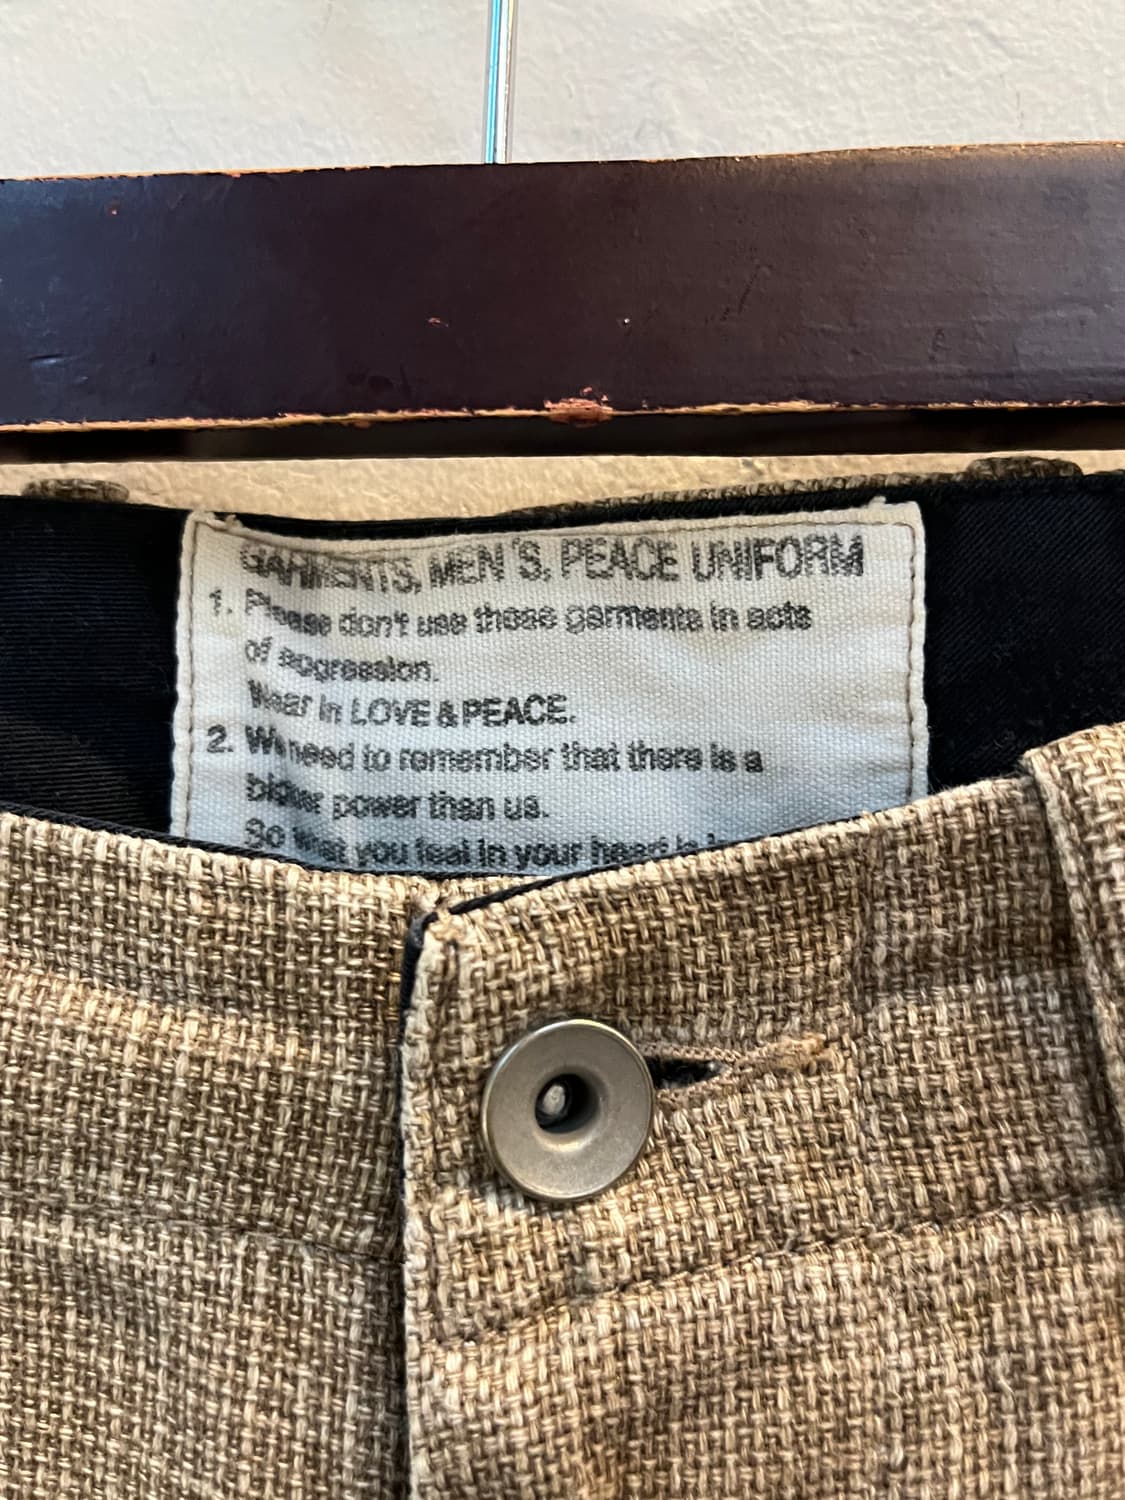 GARMENTS, MEN'S, PEACE UNIFORM
1. Please don't use these garments in acts
of aggression.
Wear in LOVE & PEACE.
2. We need to remember that there is a
bigger power than us.
So what you feel in your heart is